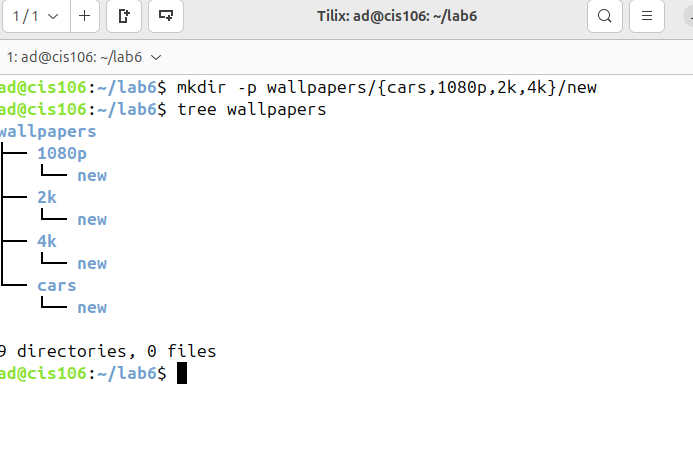 1 / 1
Tilix: ad@cis106: ~/lab6
1: ad@cis106: ~/lab6
ad@cis106:~/lab6$ mkdir -p wallpapers/{cars,1080p,2k,4k}/new
ad@cis106:~/lab6$ tree wallpapers
wallpapers
├── 1080p
│   └── new
├── 2k
│   └── new
├── 4k
│   └── new
└── cars
    └── new
9 directories, 0 files
ad@cis106:~/lab6$